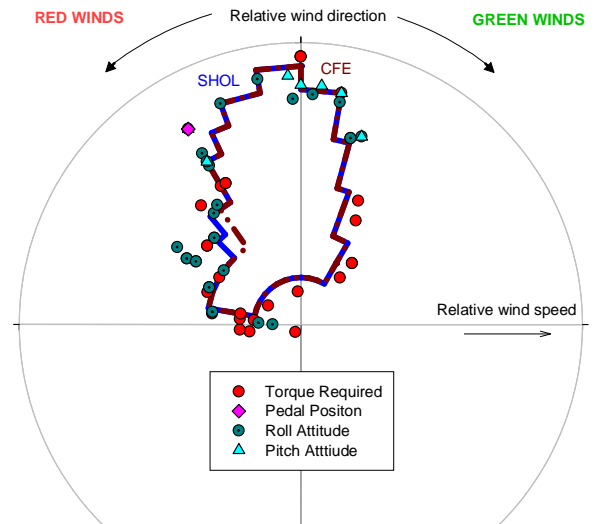 RED WINDS
Relative wind direction
GREEN WINDS
SHOL
CFE
Relative wind speed
Torque Required
Pedal Positon
Roll Attitude
Pitch Atttiude